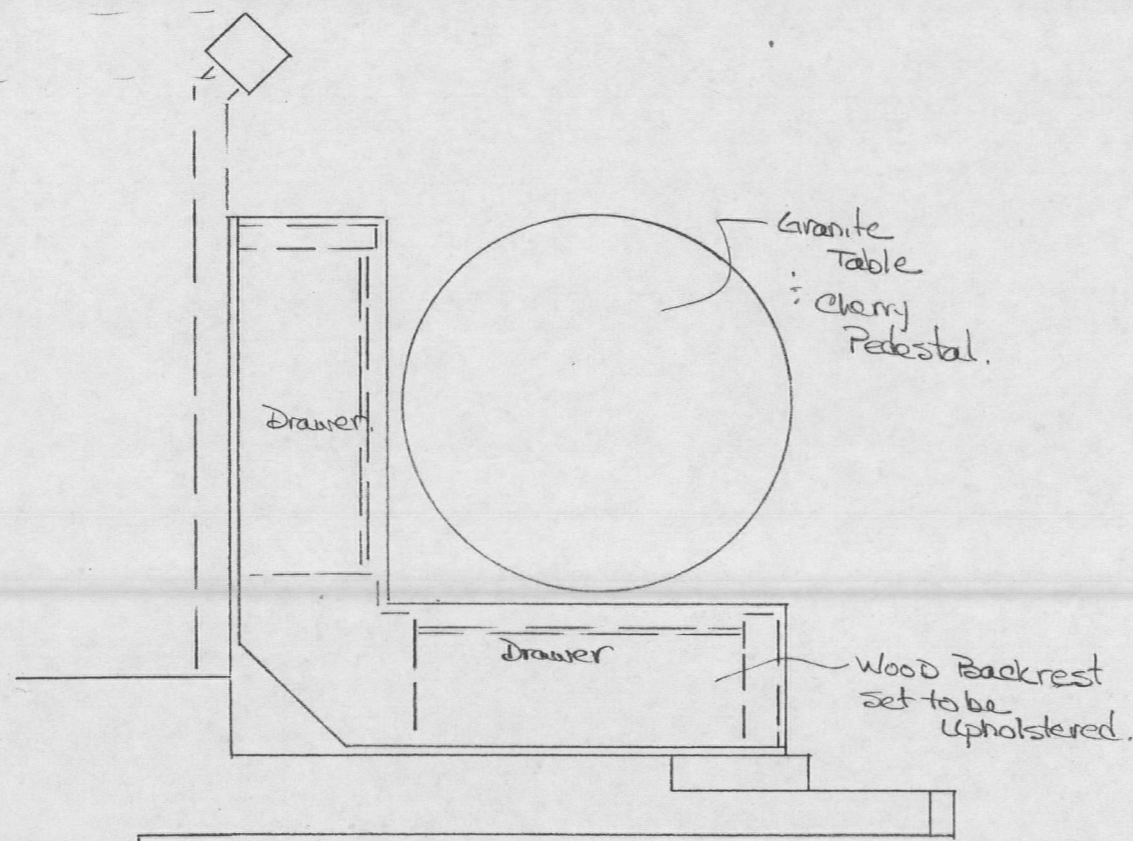 Granite
Table
: Cherry
Pedestal.
Drawer.
Drawer
Wood Backrest
set to be
upholstered.